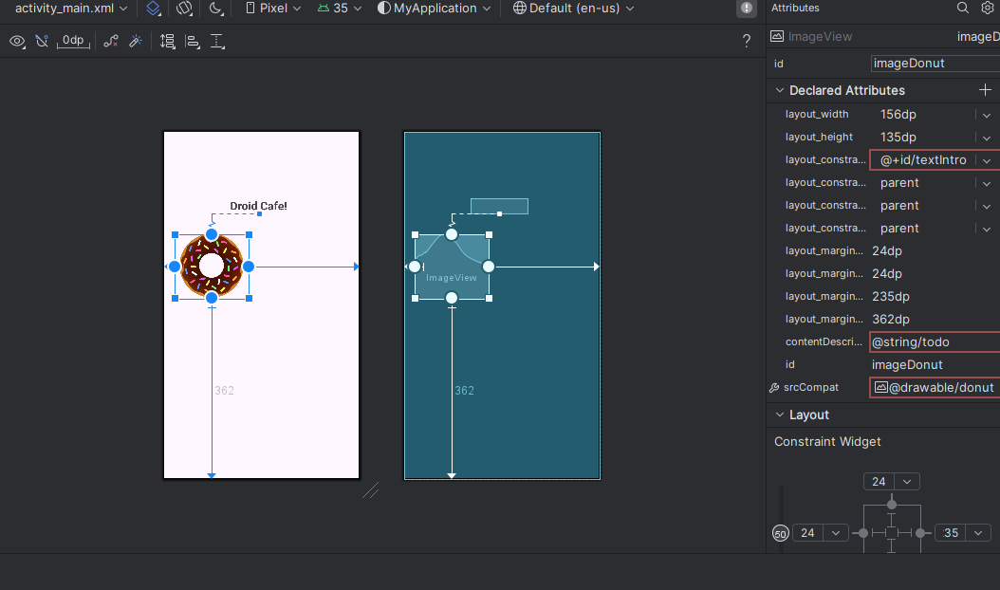 activity_main.xml Pixel 35 MyApplication Default (en-us)
0dp ?
Droid Cafe!
362
ImageView
362
Attributes
ImageView imageD
id imageDonut
Declared Attributes
layout_width 156dp
layout_height 135dp
layout_constra... @+id/textIntro
layout_constra... parent
layout_constra... parent
layout_constra... parent
layout_margin... 24dp
layout_margin... 24dp
layout_margin... 235dp
layout_margin... 362dp
contentDescri... @string/todo
id imageDonut
srcCompat @drawable/donut
Layout
Constraint Widget
24
50 24 35